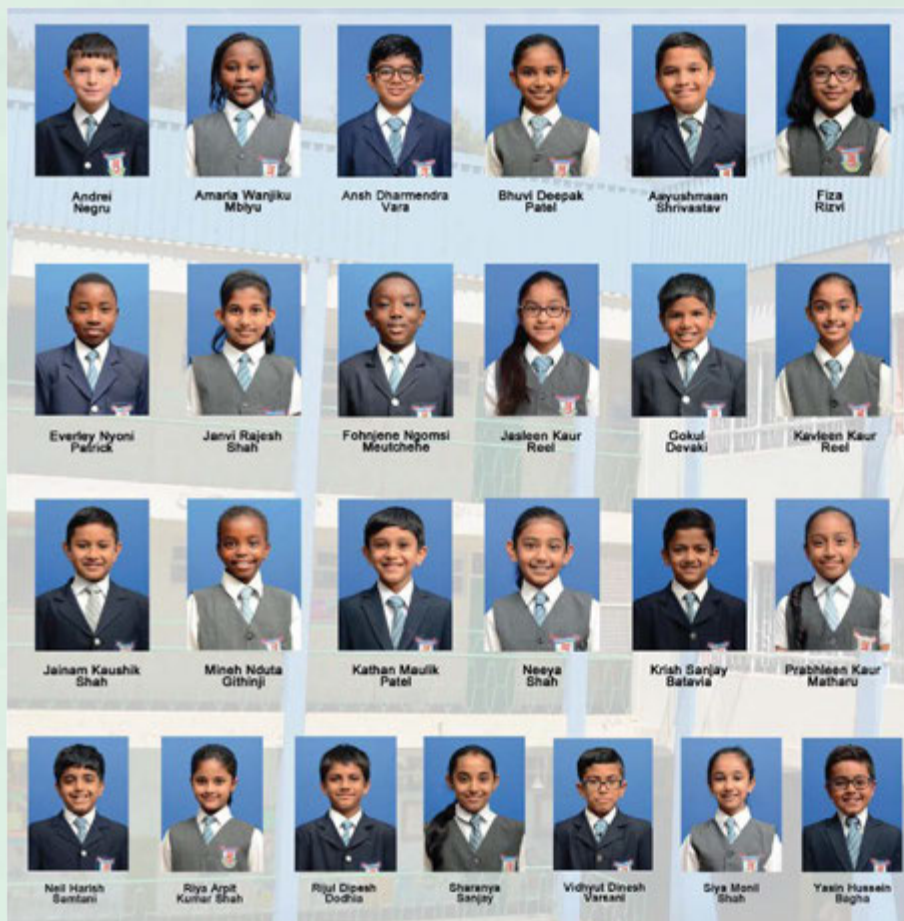 Andrei
Negru
Amaria Wanjiku
Mbiyu
Ansh Dharmendra
Vara
Bhuvi Deepak
Patel
Aayushmaan
Shrivastav
Fiza
Rizvi
Everley Nyoni
Patrick
Janvi Rajesh
Shah
Fohnjene Ngomsi
Meutchehe
Jasleen Kaur
Reel
Gokul
Devaki
Kavleen Kaur
Reel
Jainam Kaushik
Shah
Mineh Nduta
Githinji
Kathan Maulik
Patel
Neeya
Shah
Krish Sanjay
Batavia
Prabhleen Kaur
Matharu
Neil Harish
Samtani
Riya Arpit
Kumar Shah
Rijul Dipesh
Dodhia
Sharanya
Sanjay
Vidhyut Dinesh
Varsani
Siya Monil
Shah
Yasin Hussein
Bagha